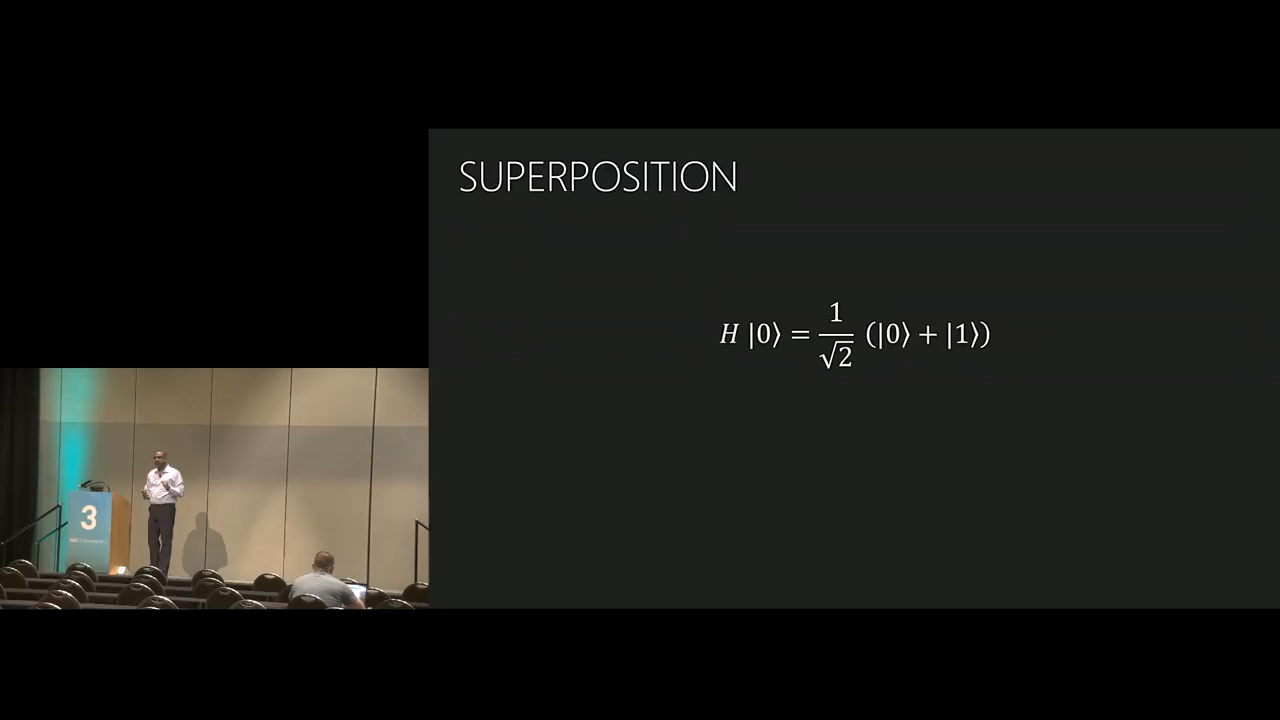 SUPERPOSITION
H |0⟩ = 1/√2 (|0⟩ + |1⟩)
3